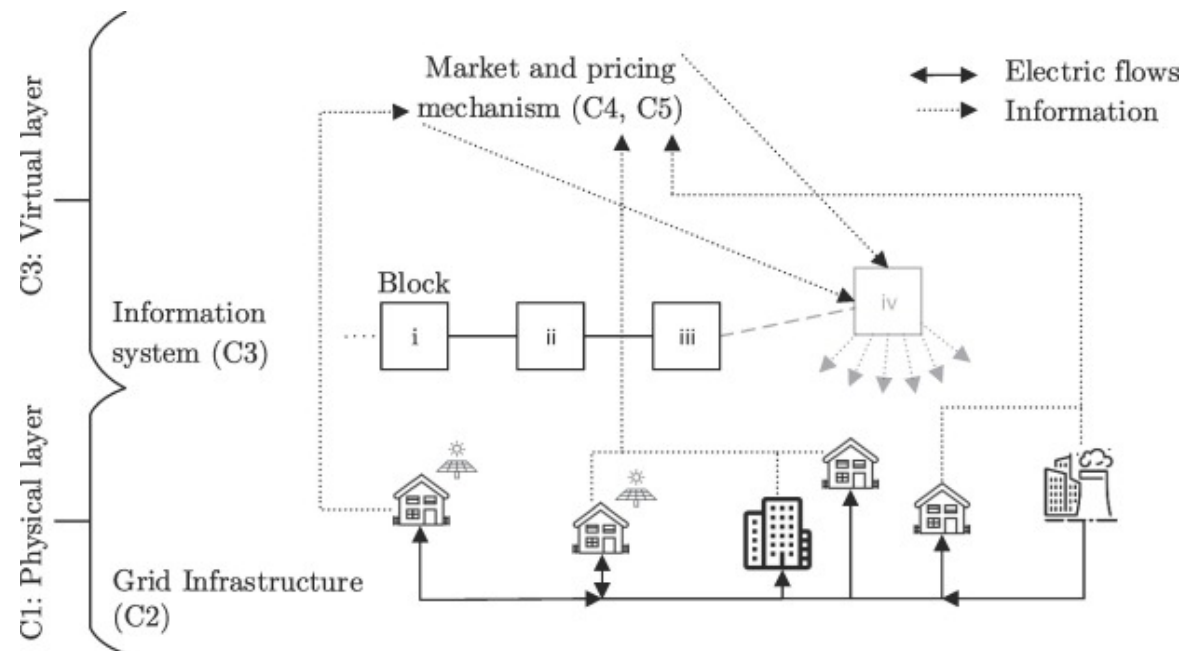 Market and pricing
mechanism (C4, C5)
Electric flows
Information
C3: Virtual layer
Block
i
ii
iii
iv
Information
system (C3)
C1: Physical layer
Grid Infrastructure
(C2)